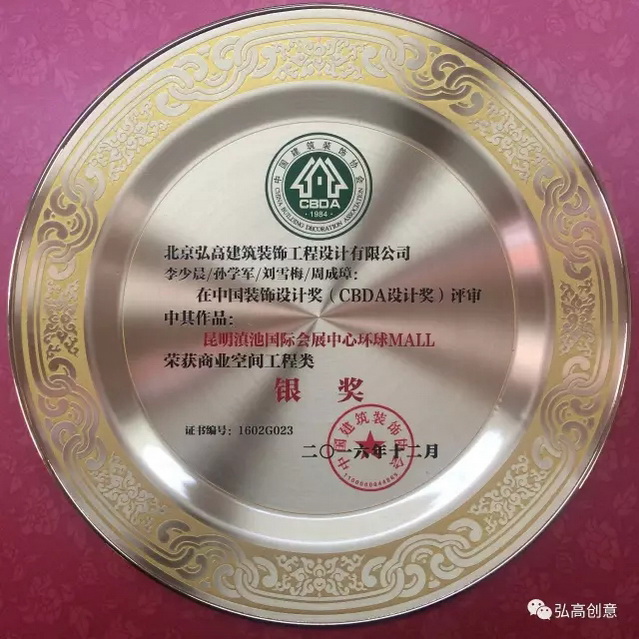 中国建筑装饰协会
CBDA
·1984·
CHINA BUILDING DECORATION ASSOCIATION
北京弘高建筑装饰工程设计有限公司
李少晨/孙学军/刘雪梅/周成璋：
在中国装饰设计奖（CBDA设计奖）评审
中其作品：
昆明滇池国际会展中心环球MALL
荣获商业空间工程类
银奖
证书编号：1602G023
中国建筑装饰协会
二〇一六年十二月
弘高创意